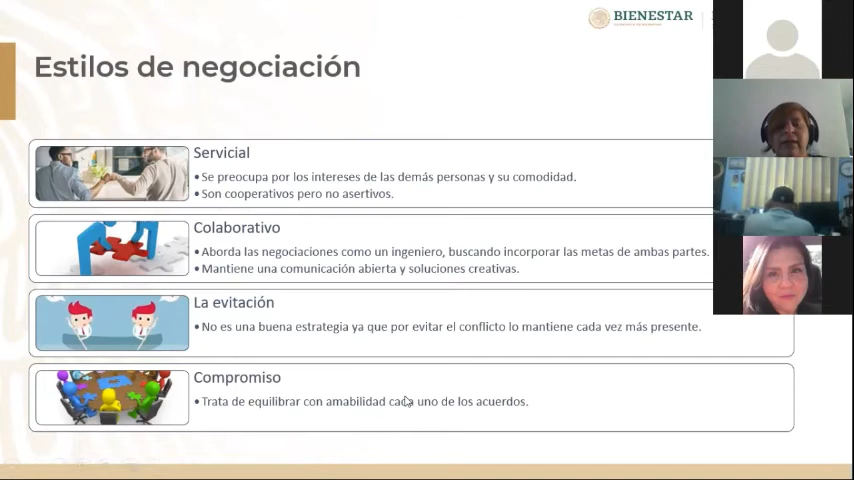 BIENESTAR
Estilos de negociación
Servicial
•Se preocupa por los intereses de las demás personas y su comodidad.
•Son cooperativos pero no asertivos.
Colaborativo
•Aborda las negociaciones como un ingeniero, buscando incorporar las metas de ambas partes.
•Mantiene una comunicación abierta y soluciones creativas.
La evitación
•No es una buena estrategia ya que por evitar el conflicto lo mantiene cada vez más presente.
Compromiso
•Trata de equilibrar con amabilidad cada uno de los acuerdos.